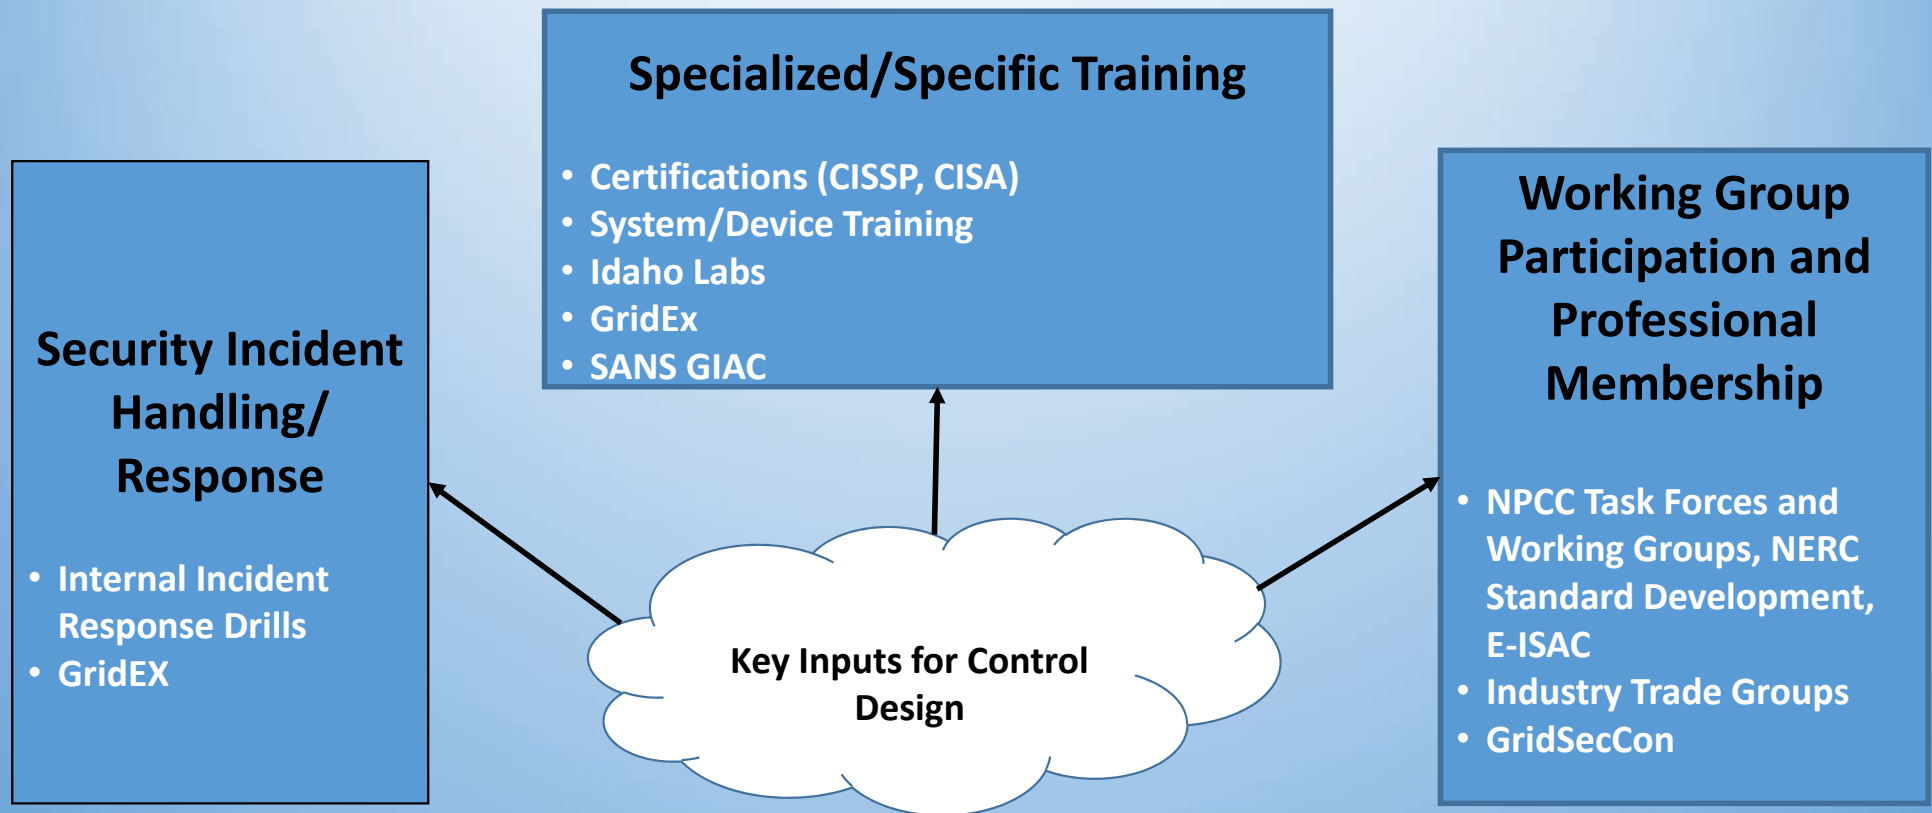 Specialized/Specific Training
• Certifications (CISSP, CISA)
• System/Device Training
• Idaho Labs
• GridEx
• SANS GIAC
Security Incident
Handling/
Response
• Internal Incident
Response Drills
• GridEX
Working Group
Participation and
Professional
Membership
• NPCC Task Forces and
Working Groups, NERC
Standard Development,
E-ISAC
• Industry Trade Groups
• GridSecCon
Key Inputs for Control
Design